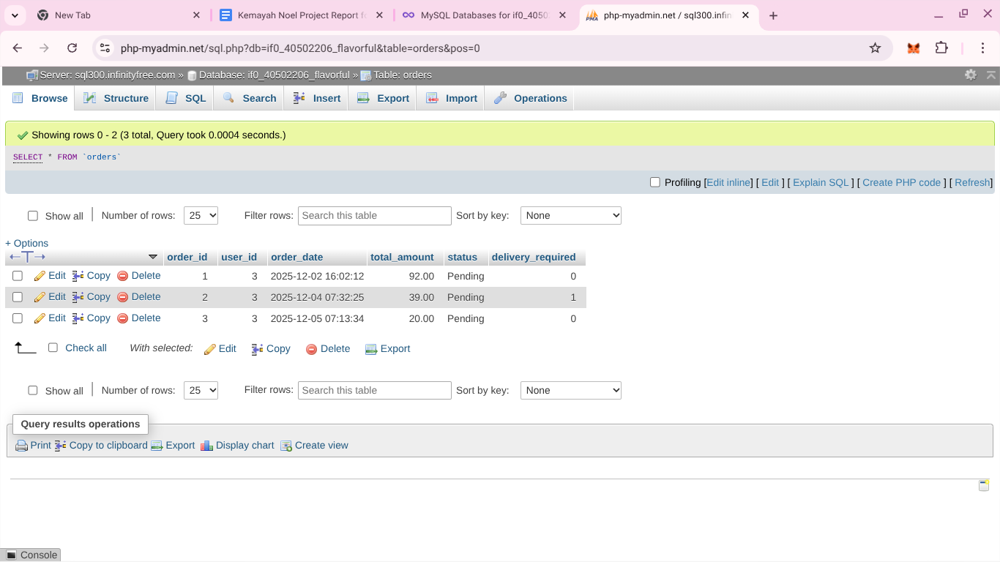 New Tab
Kemayah Noel Project Report f
MySQL Databases for if0_4050
php-myadmin.net / sql300.infin
php-myadmin.net/sql.php?db=if0_40502206_flavorful&table=orders&pos=0
Server: sql300.infinityfree.com » Database: if0_40502206_flavorful » Table: orders
Browse Structure SQL Search Insert Export Import Operations
Showing rows 0 - 2 (3 total, Query took 0.0004 seconds.)
SELECT * FROM `orders`
Profiling [Edit inline] [ Edit ] [ Explain SQL ] [ Create PHP code ] [ Refresh]
Show all Number of rows: 25 Filter rows: Search this table Sort by key: None
+ Options
order_id user_id order_date total_amount status delivery_required
Edit Copy Delete 1 3 2025-12-02 16:02:12 92.00 Pending 0
Edit Copy Delete 2 3 2025-12-04 07:32:25 39.00 Pending 1
Edit Copy Delete 3 3 2025-12-05 07:13:34 20.00 Pending 0
Check all With selected: Edit Copy Delete Export
Show all Number of rows: 25 Filter rows: Search this table Sort by key: None
Query results operations
Print Copy to clipboard Export Display chart Create view
Console